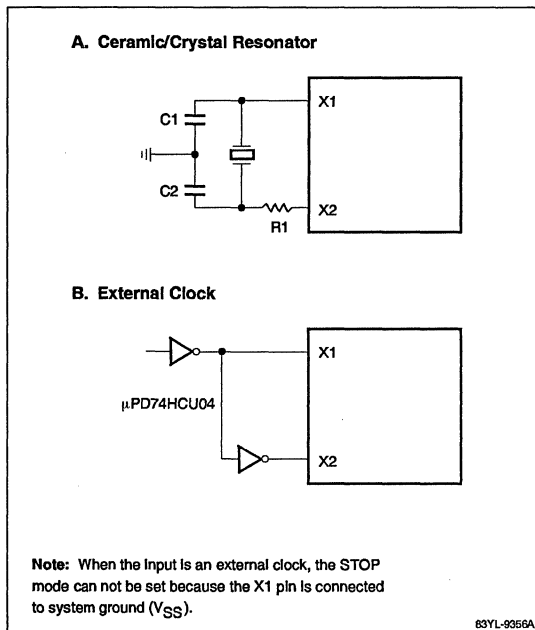 A. Ceramic/Crystal Resonator
X1
C1
C2
X2
R1
B. External Clock
X1
μPD74HCU04
X2
Note: When the input is an external clock, the STOP
mode can not be set because the X1 pin is connected
to system ground (VSS).
83YL-9356A